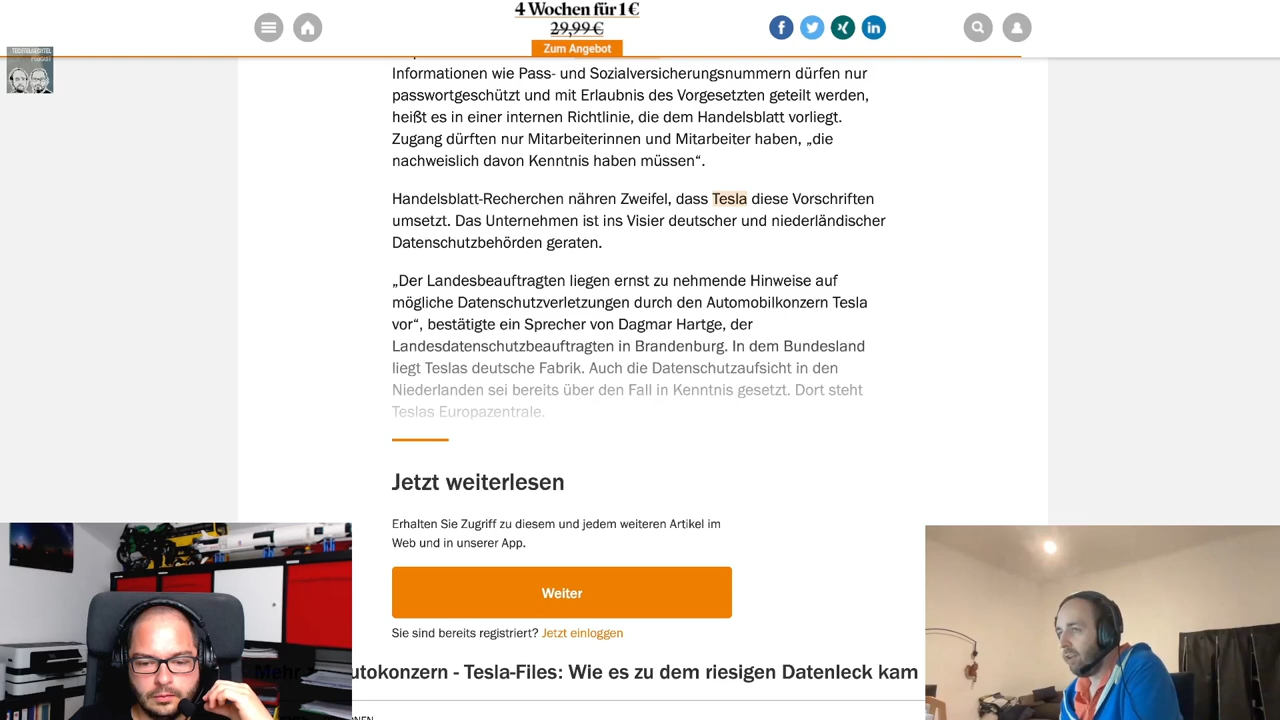 4 Wochen für 1 €
29,99 €
Zum Angebot
PODCAST
Informationen wie Pass- und Sozialversicherungsnummern dürfen nur
passwortgeschützt und mit Erlaubnis des Vorgesetzten geteilt werden,
heißt es in einer internen Richtlinie, die dem Handelsblatt vorliegt.
Zugang dürften nur Mitarbeiterinnen und Mitarbeiter haben, „die
nachweislich davon Kenntnis haben müssen“.
Handelsblatt-Recherchen nähren Zweifel, dass Tesla diese Vorschriften
umsetzt. Das Unternehmen ist ins Visier deutscher und niederländischer
Datenschutzbehörden geraten.
„Der Landesbeauftragten liegen ernst zu nehmende Hinweise auf
mögliche Datenschutzverletzungen durch den Automobilkonzern Tesla
vor“, bestätigte ein Sprecher von Dagmar Hartge, der
Landesdatenschutzbeauftragten in Brandenburg. In dem Bundesland
liegt Teslas deutsche Fabrik. Auch die Datenschutzaufsicht in den
Niederlanden sei bereits über den Fall in Kenntnis gesetzt. Dort steht
Teslas Europazentrale.
Jetzt weiterlesen
Erhalten Sie Zugriff zu diesem und jedem weiteren Artikel im
Web und in unserer App.
Weiter
Sie sind bereits registriert? Jetzt einloggen
Mehr utokonzern - Tesla-Files: Wie es zu dem riesigen Datenleck kam